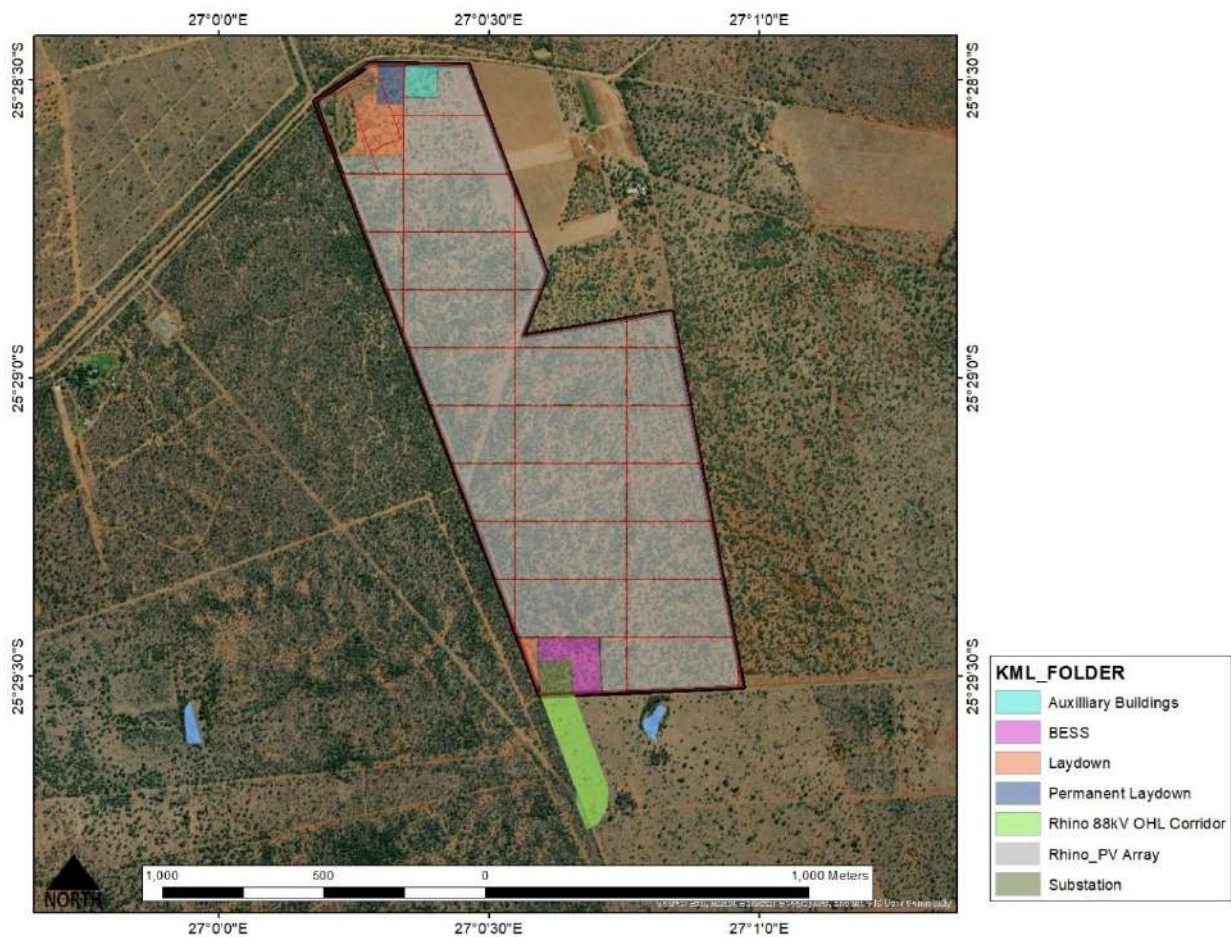 27°0'0"E 27°0'30"E 27°1'0"E
25°28'30"S 25°28'30"S
25°29'0"S 25°29'0"S
25°29'30"S 25°29'30"S
KML_FOLDER
Auxilliary Buildings
BESS
Laydown
Permanent Laydown
Rhino 88kV OHL Corridor
Rhino_PV Array
Substation
1,000 500 0 1,000 Meters
NORTH
27°0'0"E 27°0'30"E 27°1'0"E